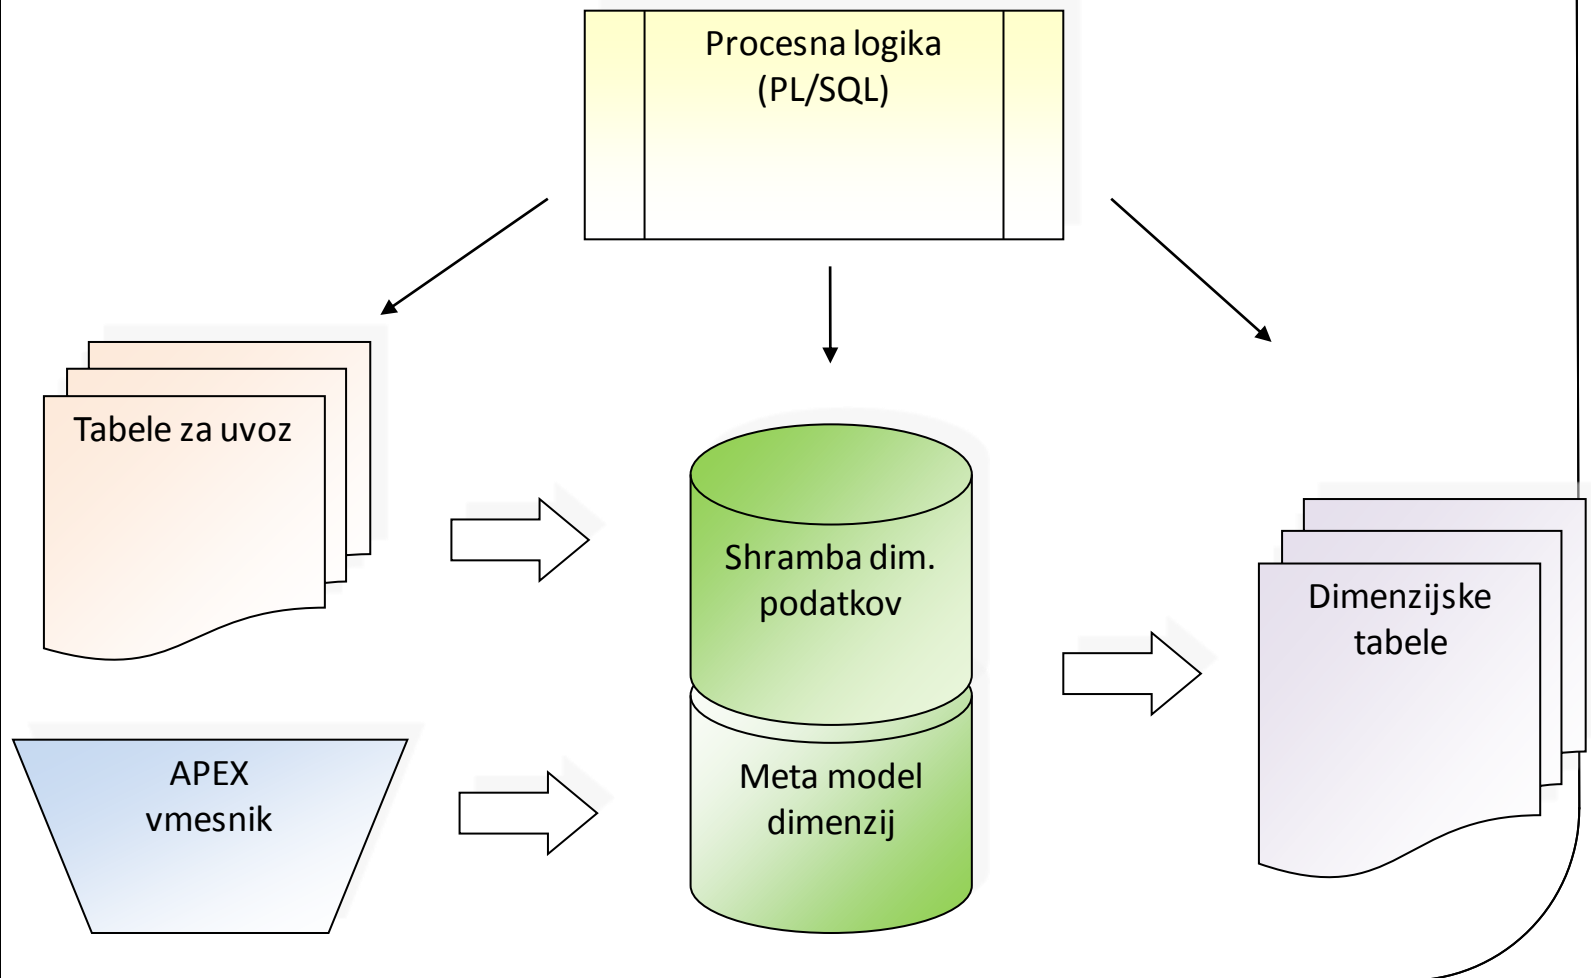 Procesna logika
(PL/SQL)
Tabele za uvoz
Shramba dim.
podatkov
Dimenzijske
tabele
APEX
vmesnik
Meta model
dimenzij